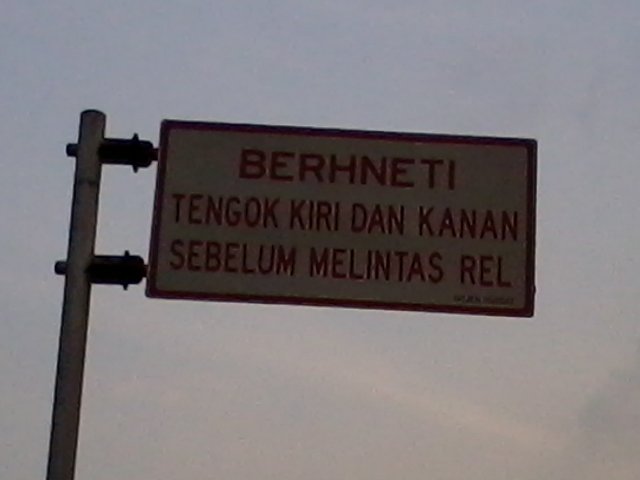 BERHNETI
TENGOK KIRI DAN KANAN
SEBELUM MELINTAS REL